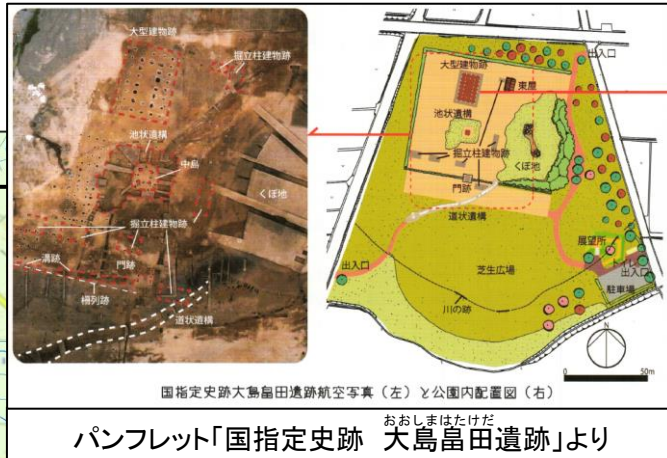 大型建物跡
掘立柱建物跡
池状遺構
中島
くぼ地
掘立柱建物跡
溝跡
門跡
柵列跡
道状遺構
出入口
大型建物跡
東屋
池状遺構
掘立柱建物跡
くぼ地
門跡
道状遺構
展望所
出入口
芝生広場
トイレ
出入口
駐車場
川の跡
N
0
50m
国指定史跡大島畠田遺跡航空写真（左）と公園内配置図（右）
おおしまはたけだ
パンフレット「国指定史跡 大島畠田遺跡」より